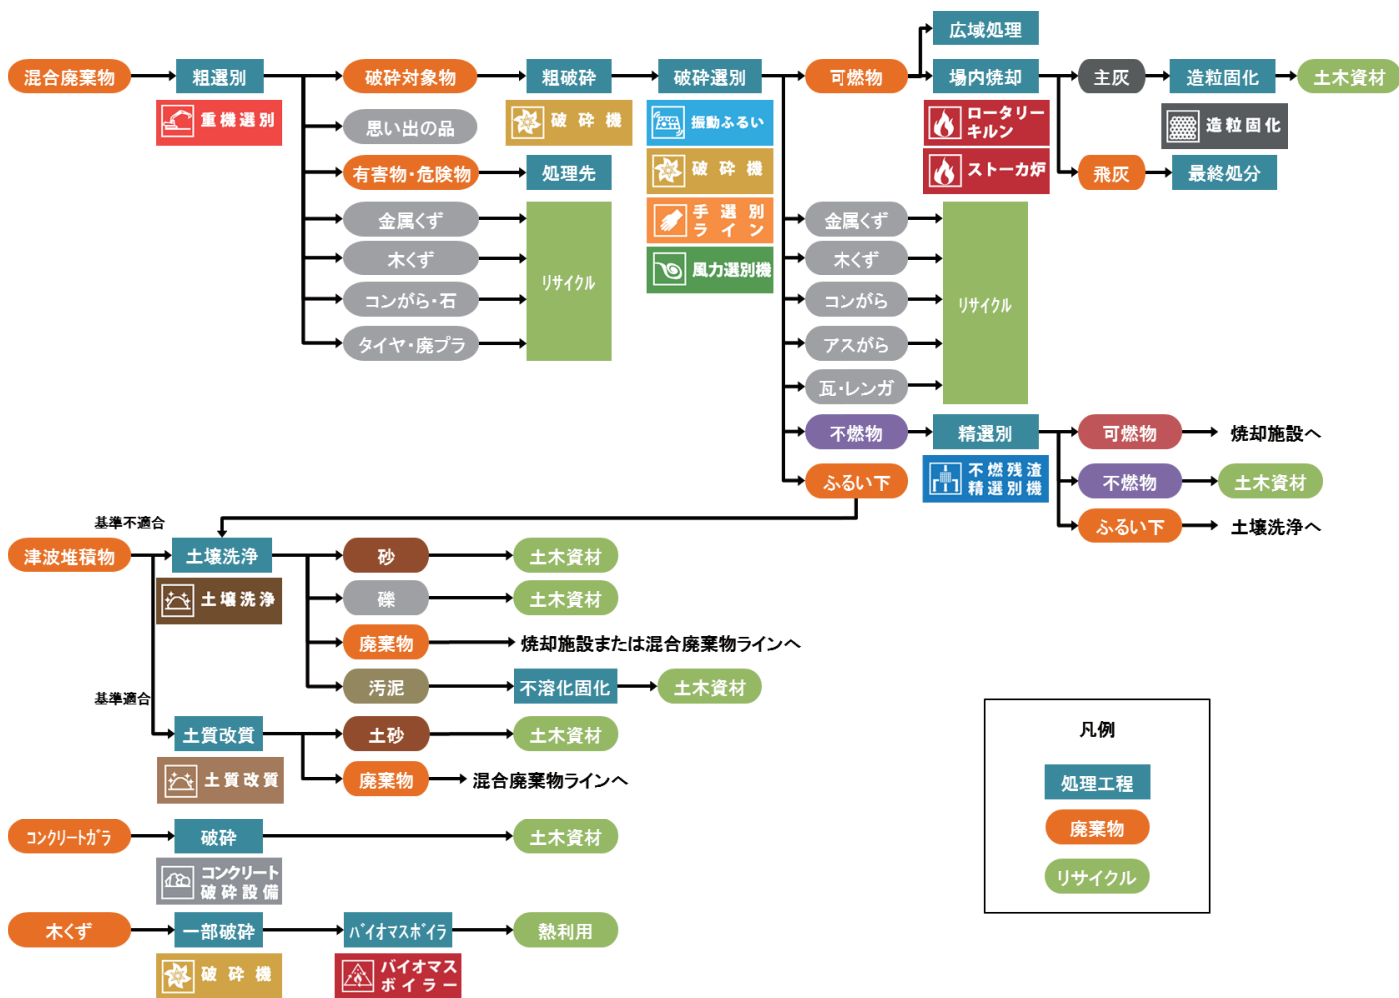 広域処理
混合廃棄物
粗選別
破砕対象物
粗破砕
破砕選別
可燃物
場内焼却
主灰
造粒固化
土木資材
重機選別
思い出の品
破砕機
振動ふるい
ロータリー
キルン
造粒固化
有害物・危険物
処理先
破砕機
ストーカ炉
飛灰
最終処分
金属くず
手選別
ライン
金属くず
木くず
風力選別機
木くず
リサイクル
コンがら・石
コンがら
リサイクル
タイヤ・廃プラ
アスがら
瓦・レンガ
不燃物
精選別
可燃物
焼却施設へ
ふるい下
不燃残渣
精選別機
不燃物
土木資材
ふるい下
土壌洗浄へ
基準不適合
津波堆積物
土壌洗浄
砂
土木資材
土壌洗浄
礫
土木資材
廃棄物
焼却施設または混合廃棄物ラインへ
汚泥
不溶化固化
土木資材
基準適合
土質改質
土砂
土木資材
土質改質
廃棄物
混合廃棄物ラインへ
コンクリートガラ
破砕
土木資材
コンクリート
破砕設備
木くず
一部破砕
バイオマスボイラ
熱利用
破砕機
バイオマス
ボイラー
凡例
処理工程
廃棄物
リサイクル